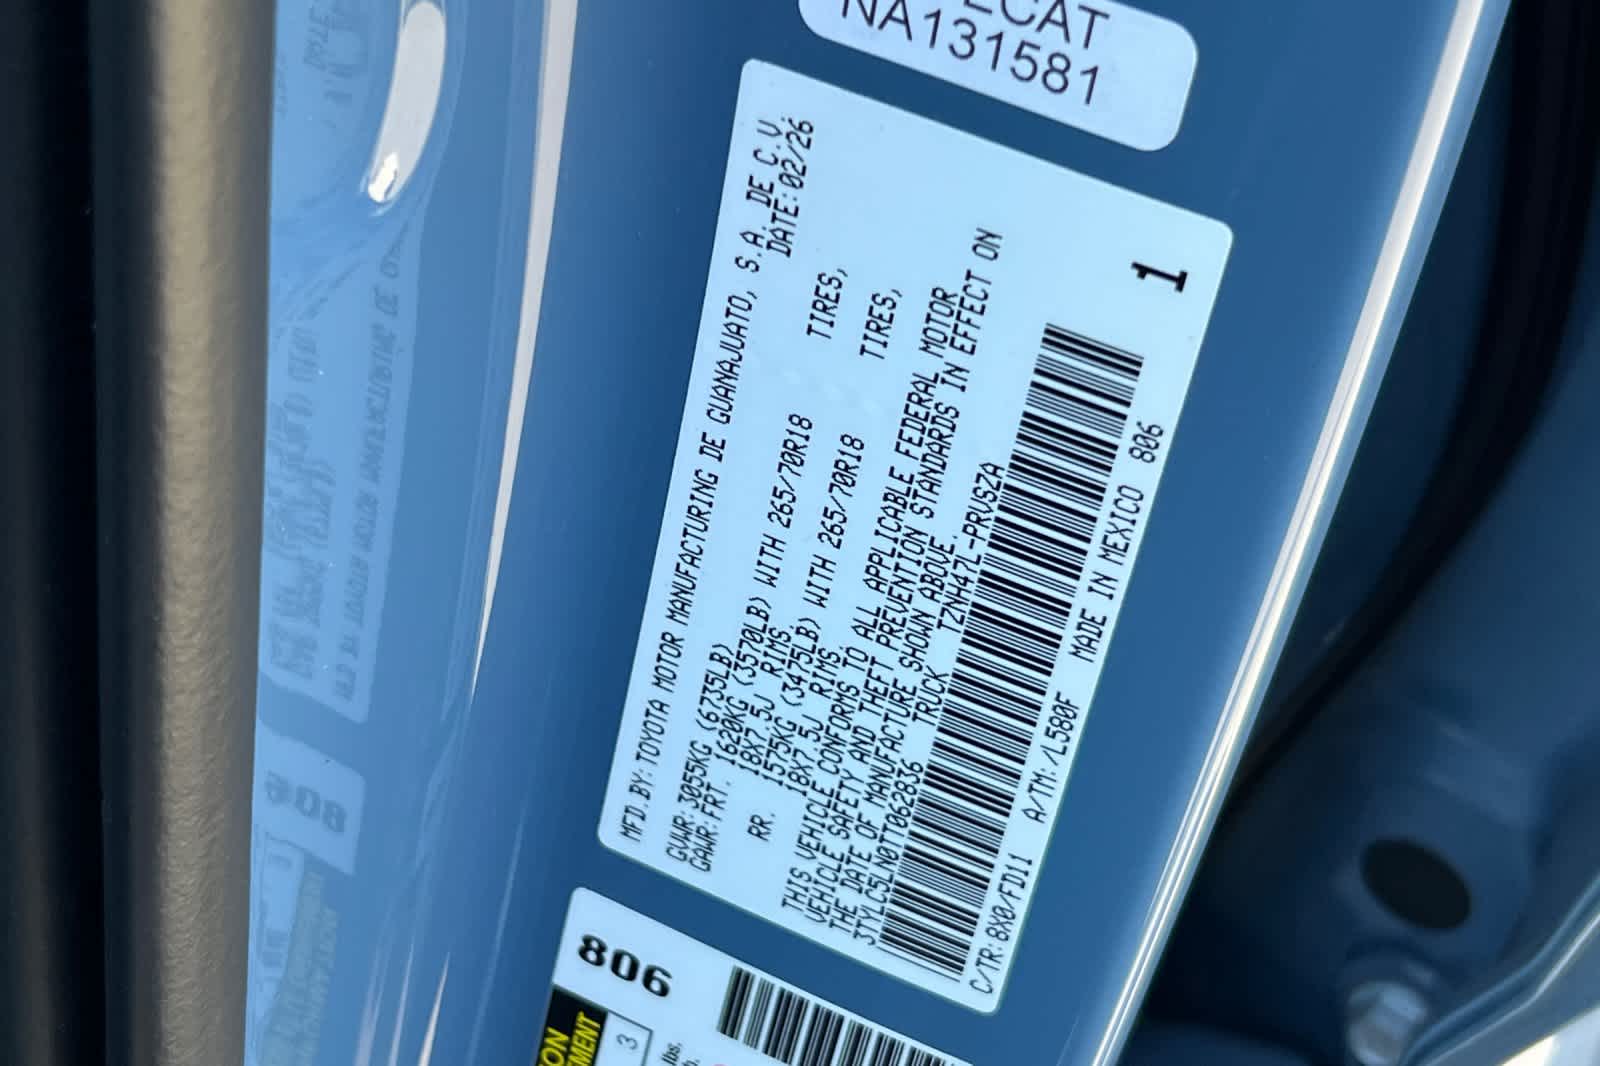 ECAT
NA131581
MFD.BY:TOYOTA MOTOR MANUFACTURING DE GUANAJUATO, S.A. DE C.V.
DATE:02/26
GVWR:3055KG (6735LB)
GAWR:FRT. 1620KG (3570LB) WITH 265/70R18 TIRES,
18X7.5J RIMS.
RR. 1575KG (3475LB) WITH 265/70R18 TIRES,
18X7.5J RIMS.
THIS VEHICLE CONFORMS TO ALL APPLICABLE FEDERAL MOTOR
VEHICLE SAFETY AND THEFT PREVENTION STANDARDS IN EFFECT ON
THE DATE OF MANUFACTURE SHOWN ABOVE.
3TYLC5LN0TT062836 TRUCK TZNH47L-PRVSZA
1
C/TR:8X0/FD11 A/TM:/L580F MADE IN MEXICO 806
806
3
lbs.